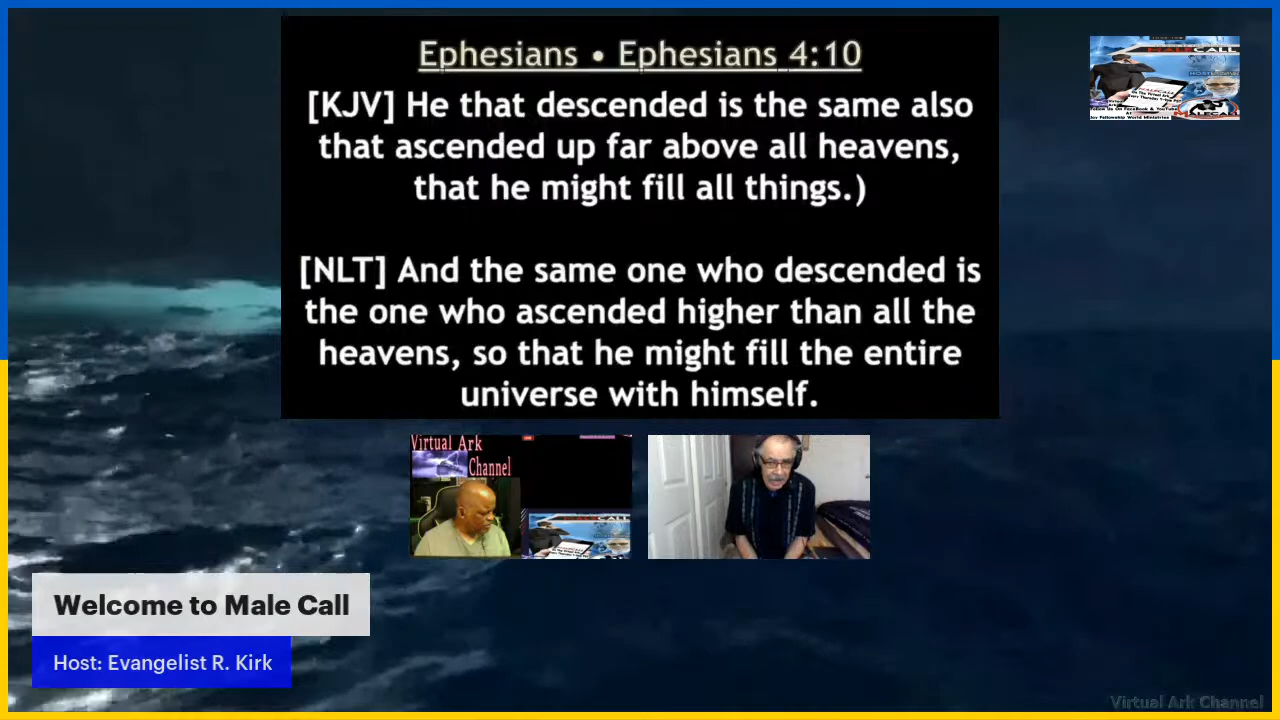 Ephesians • Ephesians 4:10
[KJV] He that descended is the same also
that ascended up far above all heavens,
that he might fill all things.)
[NLT] And the same one who descended is
the one who ascended higher than all the
heavens, so that he might fill the entire
universe with himself.
MALE CALL
Virtual Ark
Channel
Welcome to Male Call
Host: Evangelist R. Kirk
Virtual Ark Channel